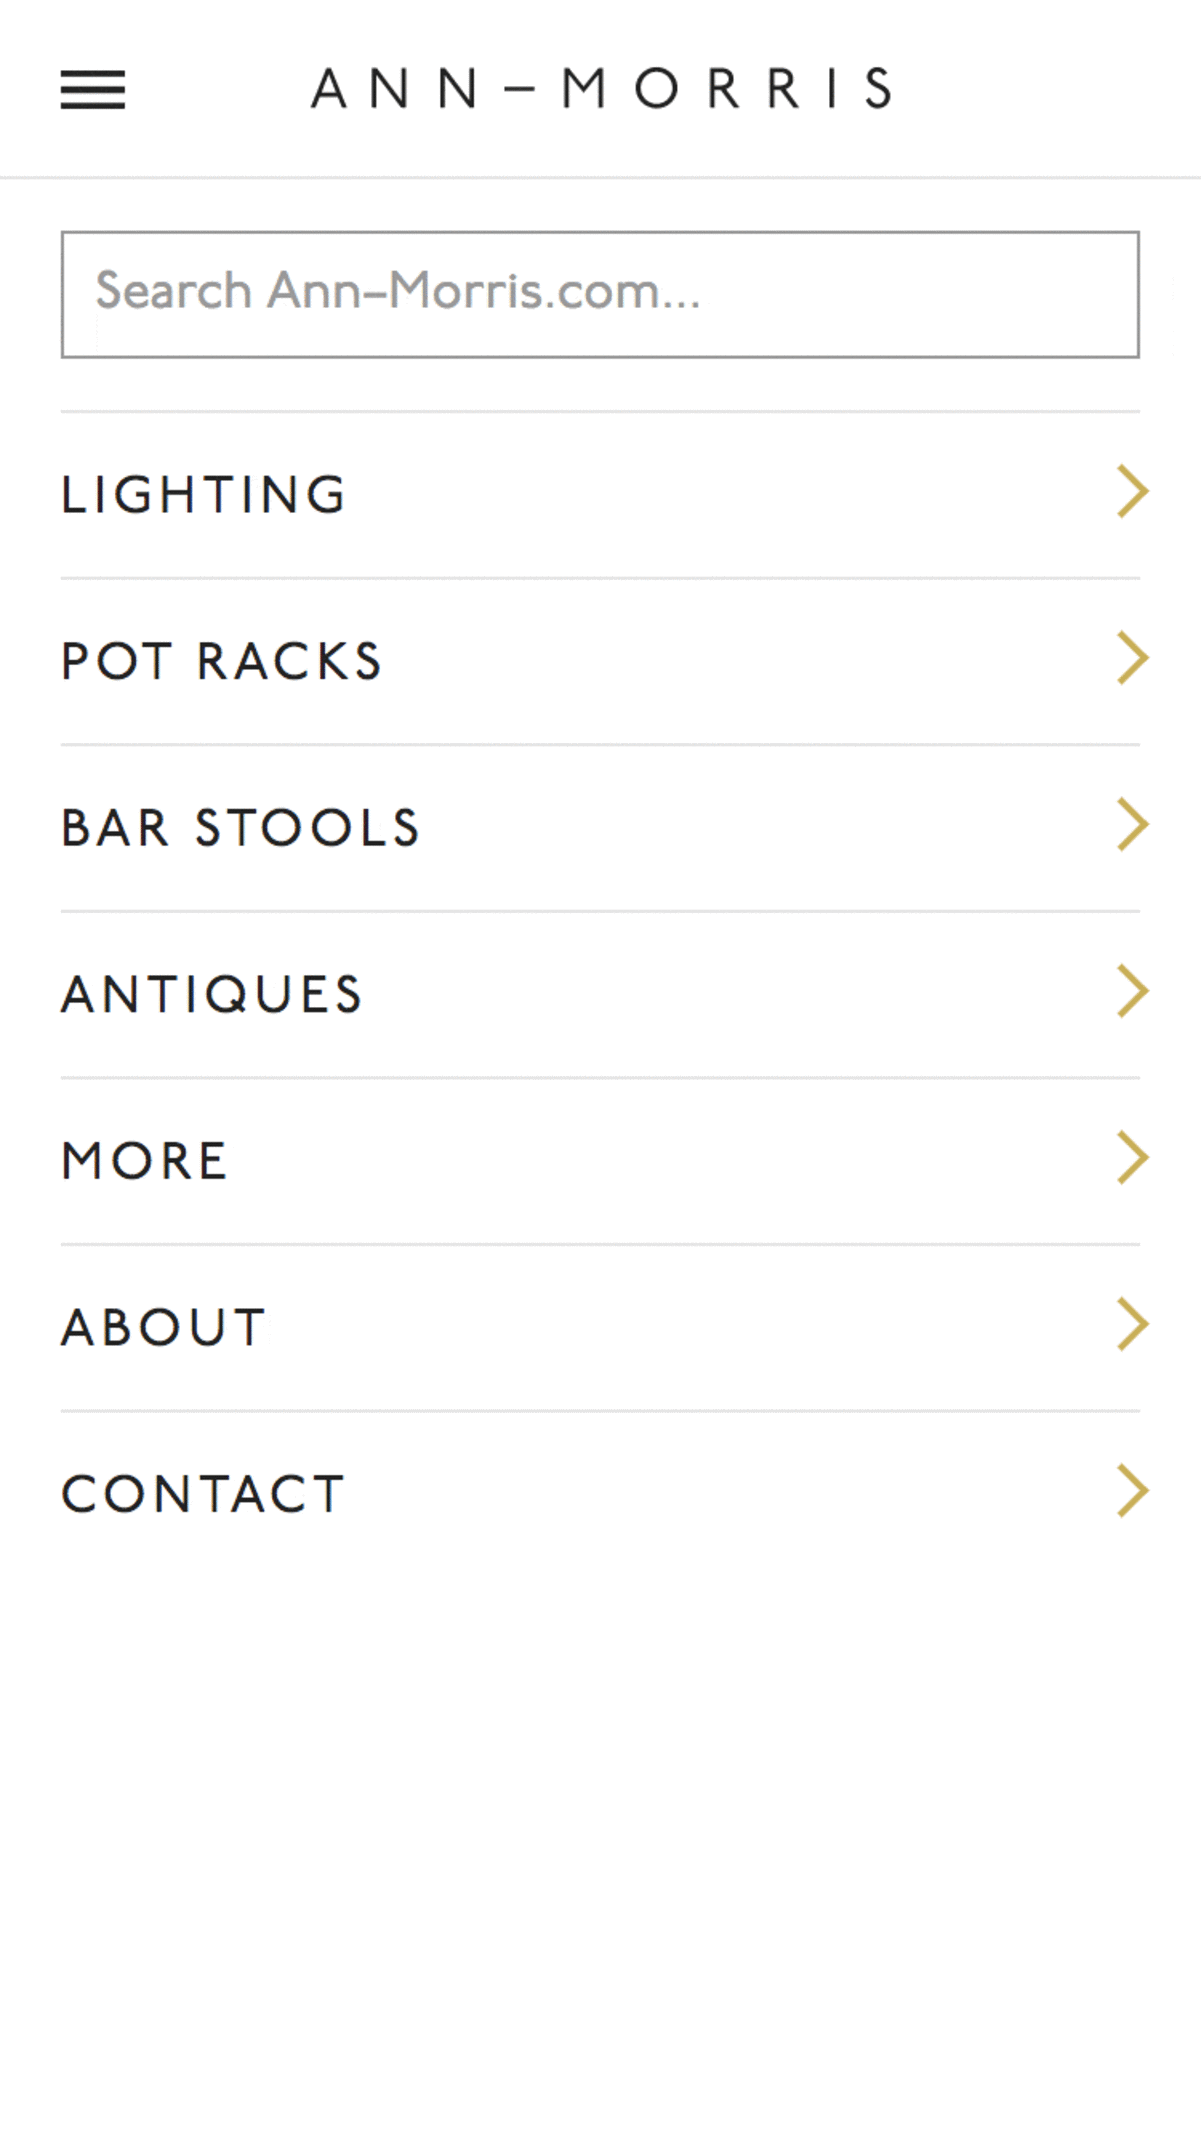 ANN–MORRIS
Search Ann–Morris.com...
LIGHTING
POT RACKS
BAR STOOLS
ANTIQUES
MORE
ABOUT
CONTACT